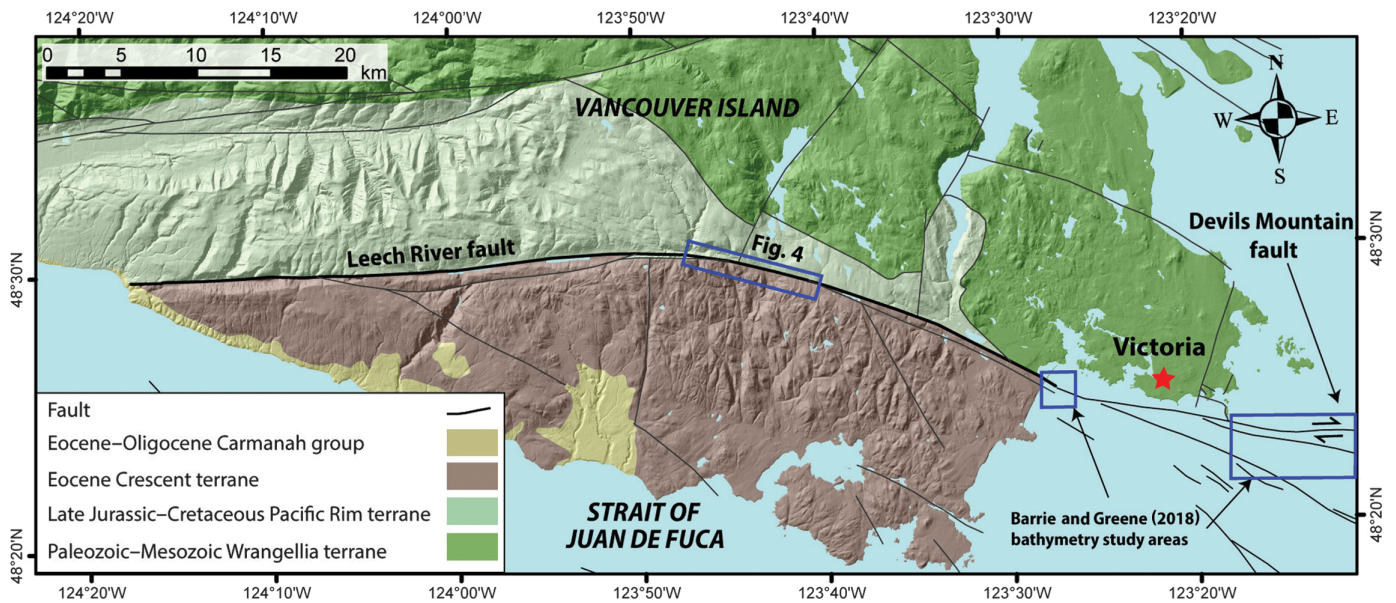 124°20'W 124°10'W 124°00'W 123°50'W 123°40'W 123°30'W 123°20'W
0 5 10 15 20
km
N
W E
S
VANCOUVER ISLAND
Devils Mountain
fault
Leech River fault
Fig. 4
48°30'N
48°30'N
Victoria
Fault
Eocene–Oligocene Carmanah group
Eocene Crescent terrane
Late Jurassic–Cretaceous Pacific Rim terrane
Paleozoic–Mesozoic Wrangellia terrane
STRAIT OF
JUAN DE FUCA
Barrie and Greene (2018)
bathymetry study areas
48°20'N
48°20'N
124°20'W 124°10'W 124°00'W 123°50'W 123°40'W 123°30'W 123°20'W